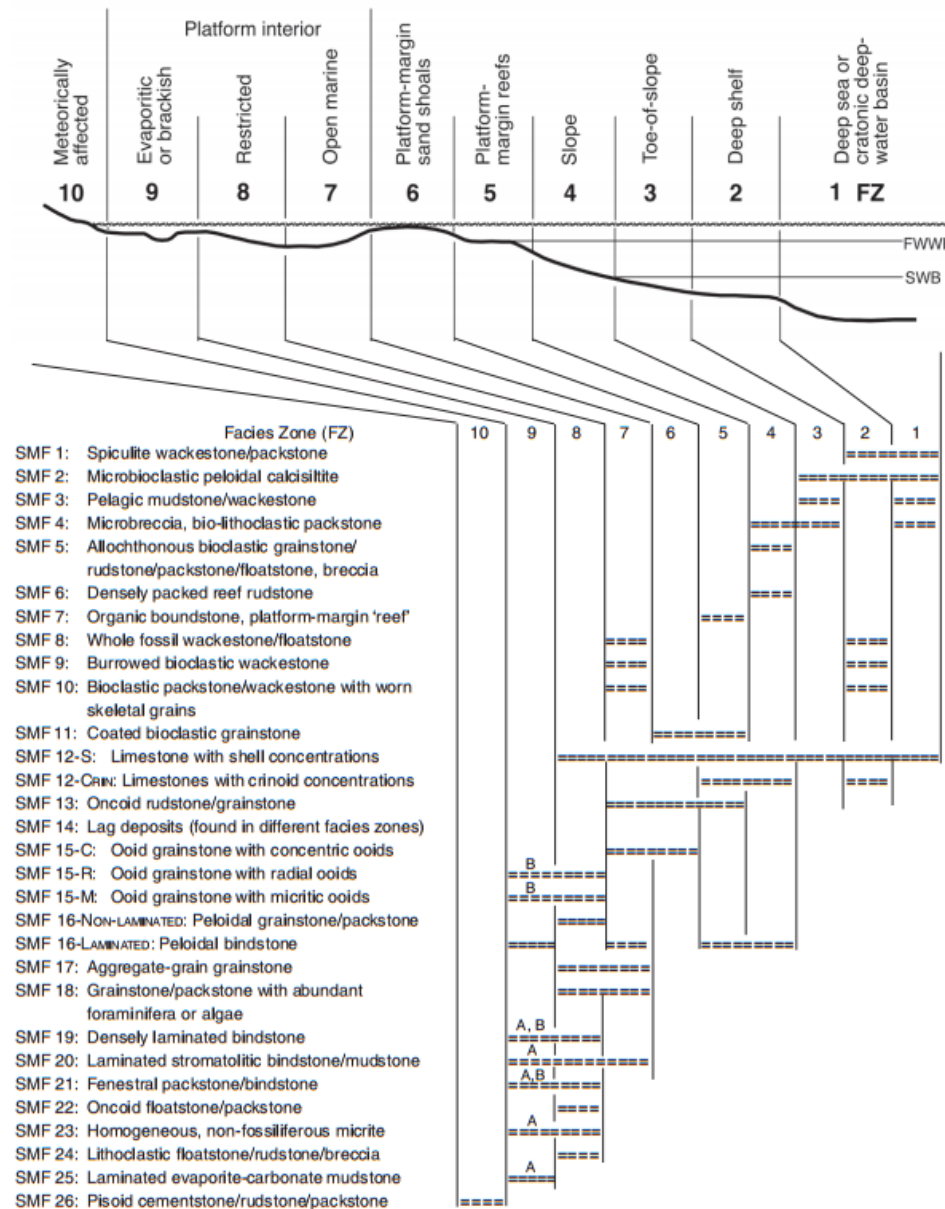 Platform interior
Meteorically
affected
Evaporitic
or brackish
Restricted
Open marine
Platform-margin
sand shoals
Platform-
margin reefs
Slope
Toe-of-slope
Deep shelf
Deep sea or
cratonic deep-
water basin
10 9 8 7 6 5 4 3 2 1 FZ
FWWB
SWB
Facies Zone (FZ) 10 9 8 7 6 5 4 3 2 1
SMF 1: Spiculite wackestone/packstone
SMF 2: Microbioclastic peloidal calcisiltite
SMF 3: Pelagic mudstone/wackestone
SMF 4: Microbreccia, bio-lithoclastic packstone
SMF 5: Allochthonous bioclastic grainstone/
rudstone/packstone/floatstone, breccia
SMF 6: Densely packed reef rudstone
SMF 7: Organic boundstone, platform-margin ‘reef’
SMF 8: Whole fossil wackestone/floatstone
SMF 9: Burrowed bioclastic wackestone
SMF 10: Bioclastic packstone/wackestone with worn
skeletal grains
SMF 11: Coated bioclastic grainstone
SMF 12-S: Limestone with shell concentrations
SMF 12-CRIN: Limestones with crinoid concentrations
SMF 13: Oncoid rudstone/grainstone
SMF 14: Lag deposits (found in different facies zones)
SMF 15-C: Ooid grainstone with concentric ooids
SMF 15-R: Ooid grainstone with radial ooids B
SMF 15-M: Ooid grainstone with micritic ooids B
SMF 16-NON-LAMINATED: Peloidal grainstone/packstone
SMF 16-LAMINATED: Peloidal bindstone
SMF 17: Aggregate-grain grainstone
SMF 18: Grainstone/packstone with abundant
foraminifera or algae
SMF 19: Densely laminated bindstone A, B
SMF 20: Laminated stromatolitic bindstone/mudstone A
SMF 21: Fenestral packstone/bindstone A,B
SMF 22: Oncoid floatstone/packstone
SMF 23: Homogeneous, non-fossiliferous micrite A
SMF 24: Lithoclastic floatstone/rudstone/breccia
SMF 25: Laminated evaporite-carbonate mudstone A
SMF 26: Pisoid cementstone/rudstone/packstone